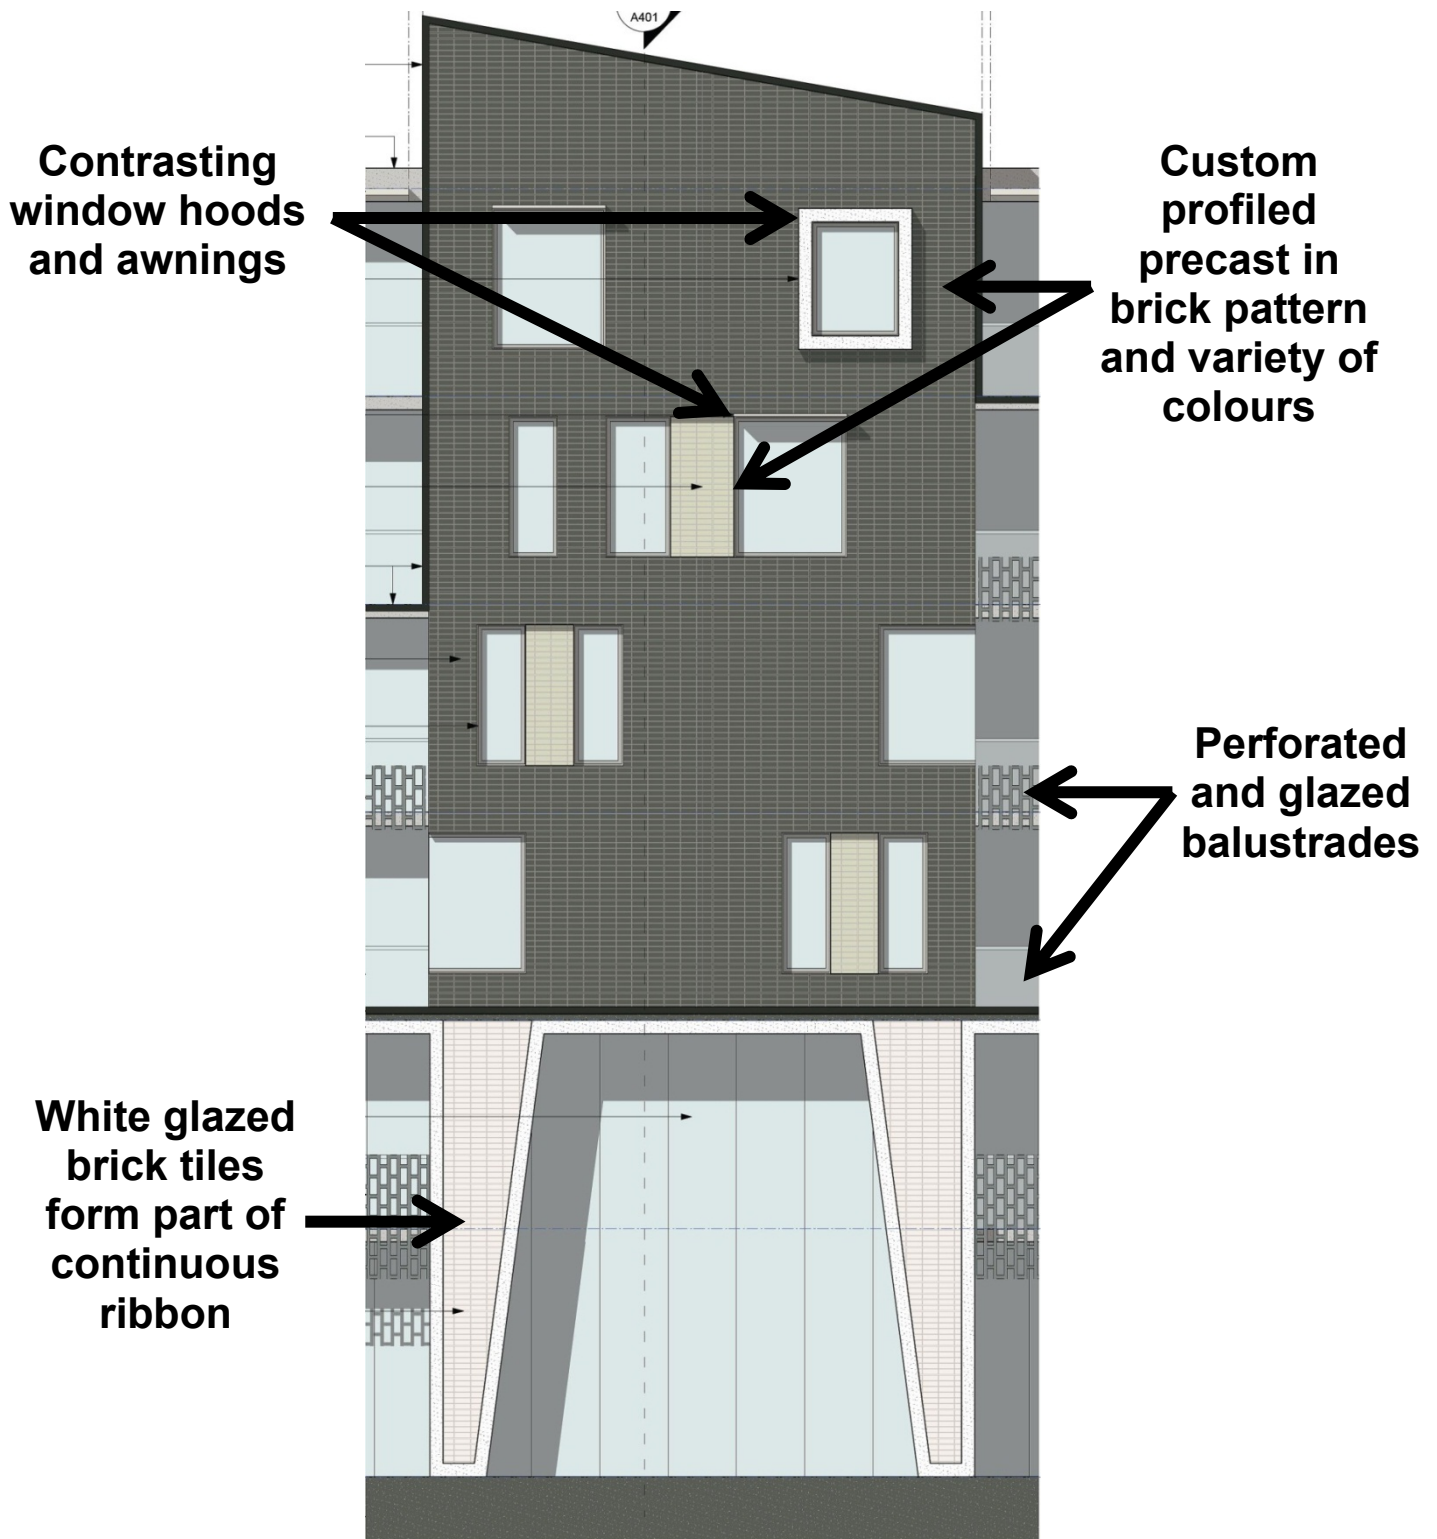 A401
Contrasting
window hoods
and awnings
Custom
profiled
precast in
brick pattern
and variety of
colours
Perforated
and glazed
balustrades
White glazed
brick tiles
form part of
continuous
ribbon